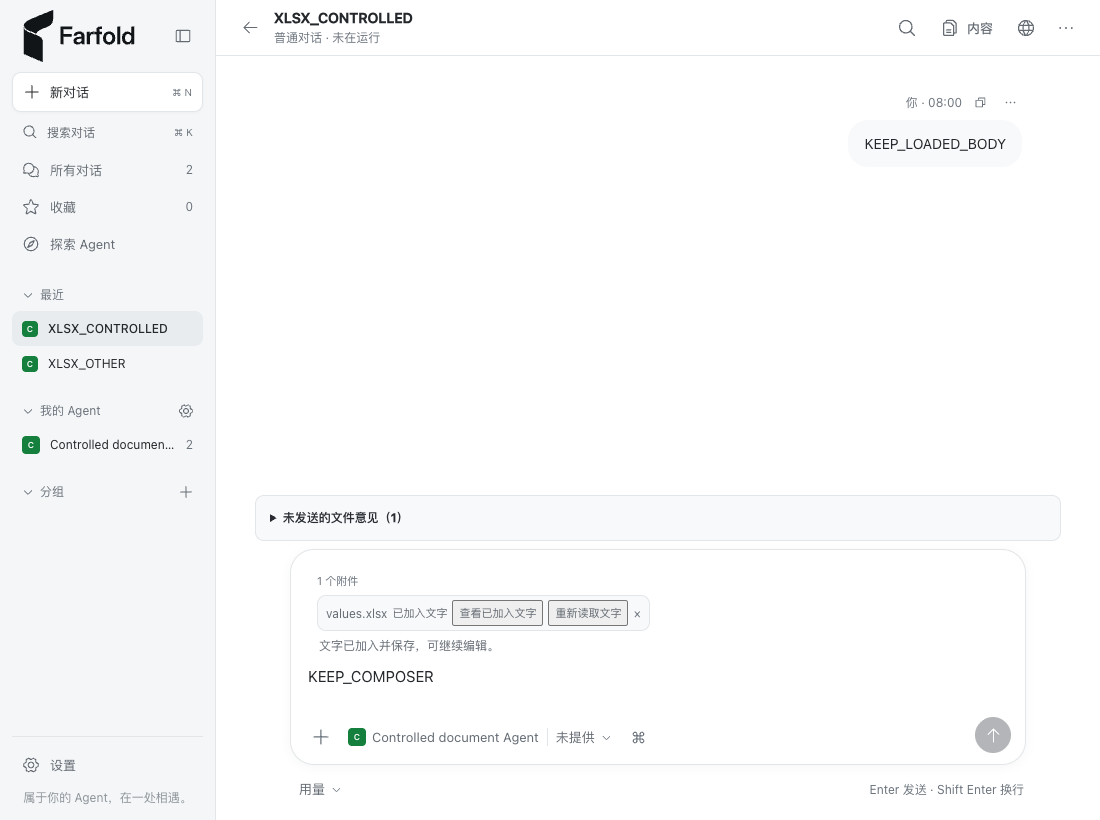 Farfold
新对话 ⌘ N
搜索对话 ⌘ K
所有对话 2
收藏 0
探索 Agent
最近
C XLSX_CONTROLLED
C XLSX_OTHER
我的 Agent
C Controlled documen... 2
分组
设置
属于你的 Agent，在一处相遇。
XLSX_CONTROLLED
普通对话 · 未在运行
内容
你 · 08:00
KEEP_LOADED_BODY
未发送的文件意见（1）
1 个附件
values.xlsx 已加入文字 查看已加入文字 重新读取文字 ×
文字已加入并保存，可继续编辑。
KEEP_COMPOSER
C Controlled document Agent 未提供 ⌘
用量
Enter 发送 · Shift Enter 换行